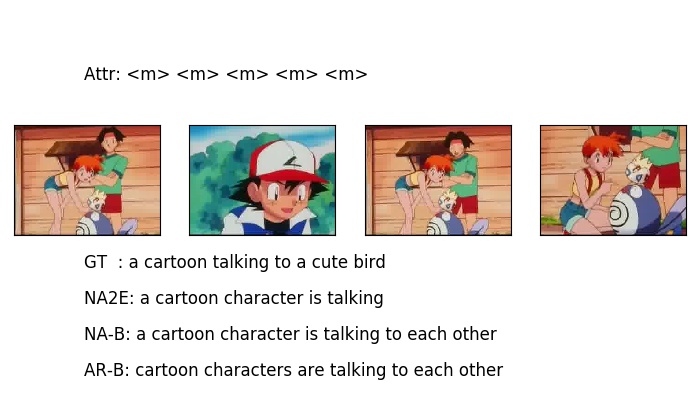 Attr: <m> <m> <m> <m> <m>
GT  : a cartoon talking to a cute bird
NA2E: a cartoon character is talking
NA-B: a cartoon character is talking to each other
AR-B: cartoon characters are talking to each other